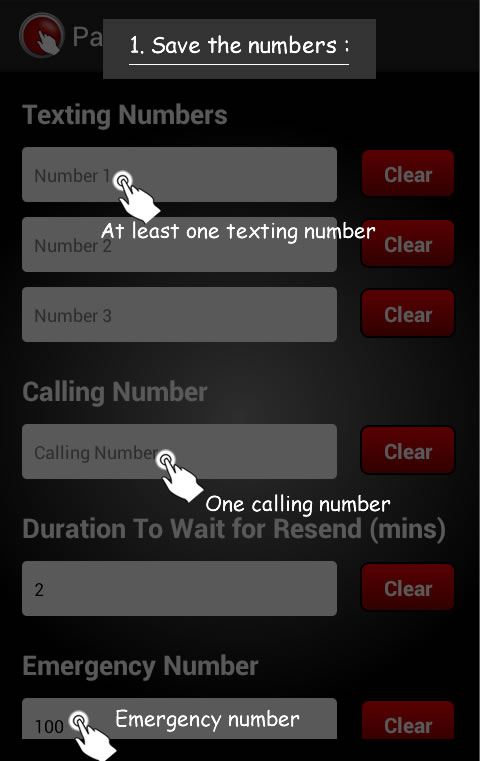 Pa
1. Save the numbers :
Texting Numbers
Number 1
Clear
At least one texting number
Number 2
Clear
Number 3
Clear
Calling Number
Calling Number
Clear
One calling number
Duration To Wait for Resend (mins)
2
Clear
Emergency Number
100
Emergency number
Clear